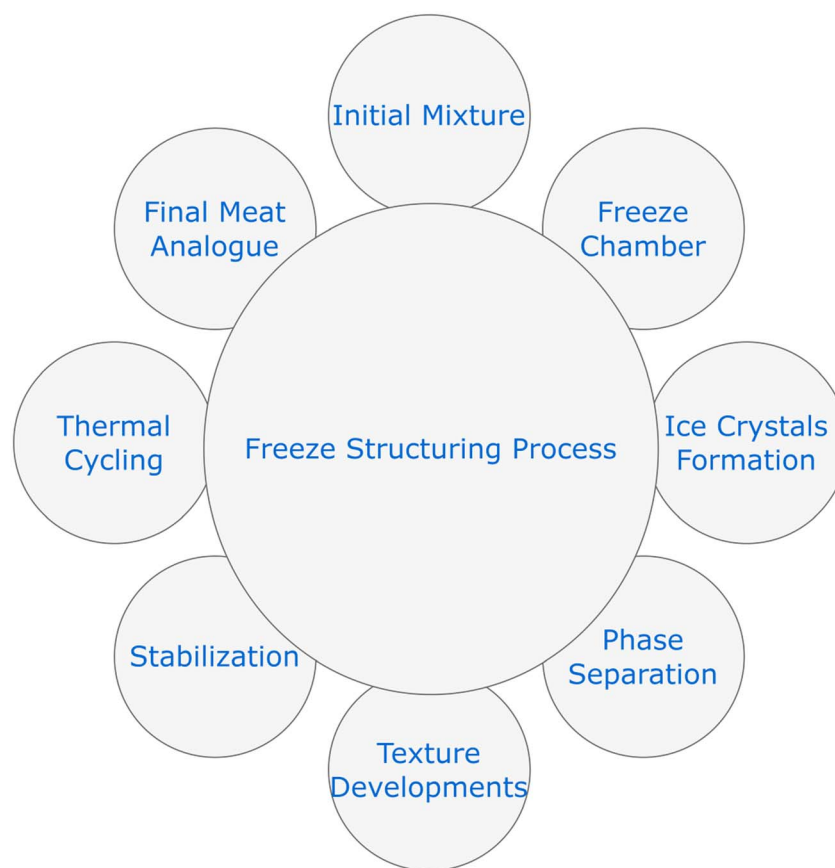 Initial Mixture
Freeze
Chamber
Ice Crystals
Formation
Phase
Separation
Texture
Developments
Stabilization
Thermal
Cycling
Final Meat
Analogue
Freeze Structuring Process